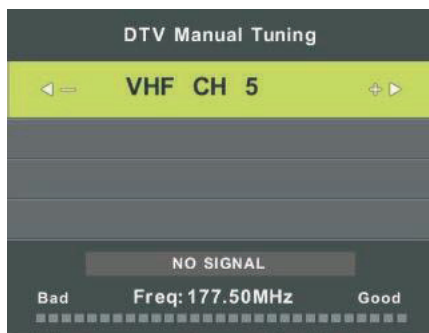 DTV Manual Tuning
VHF CH 5
NO SIGNAL
Bad Freq:177.50MHz Good